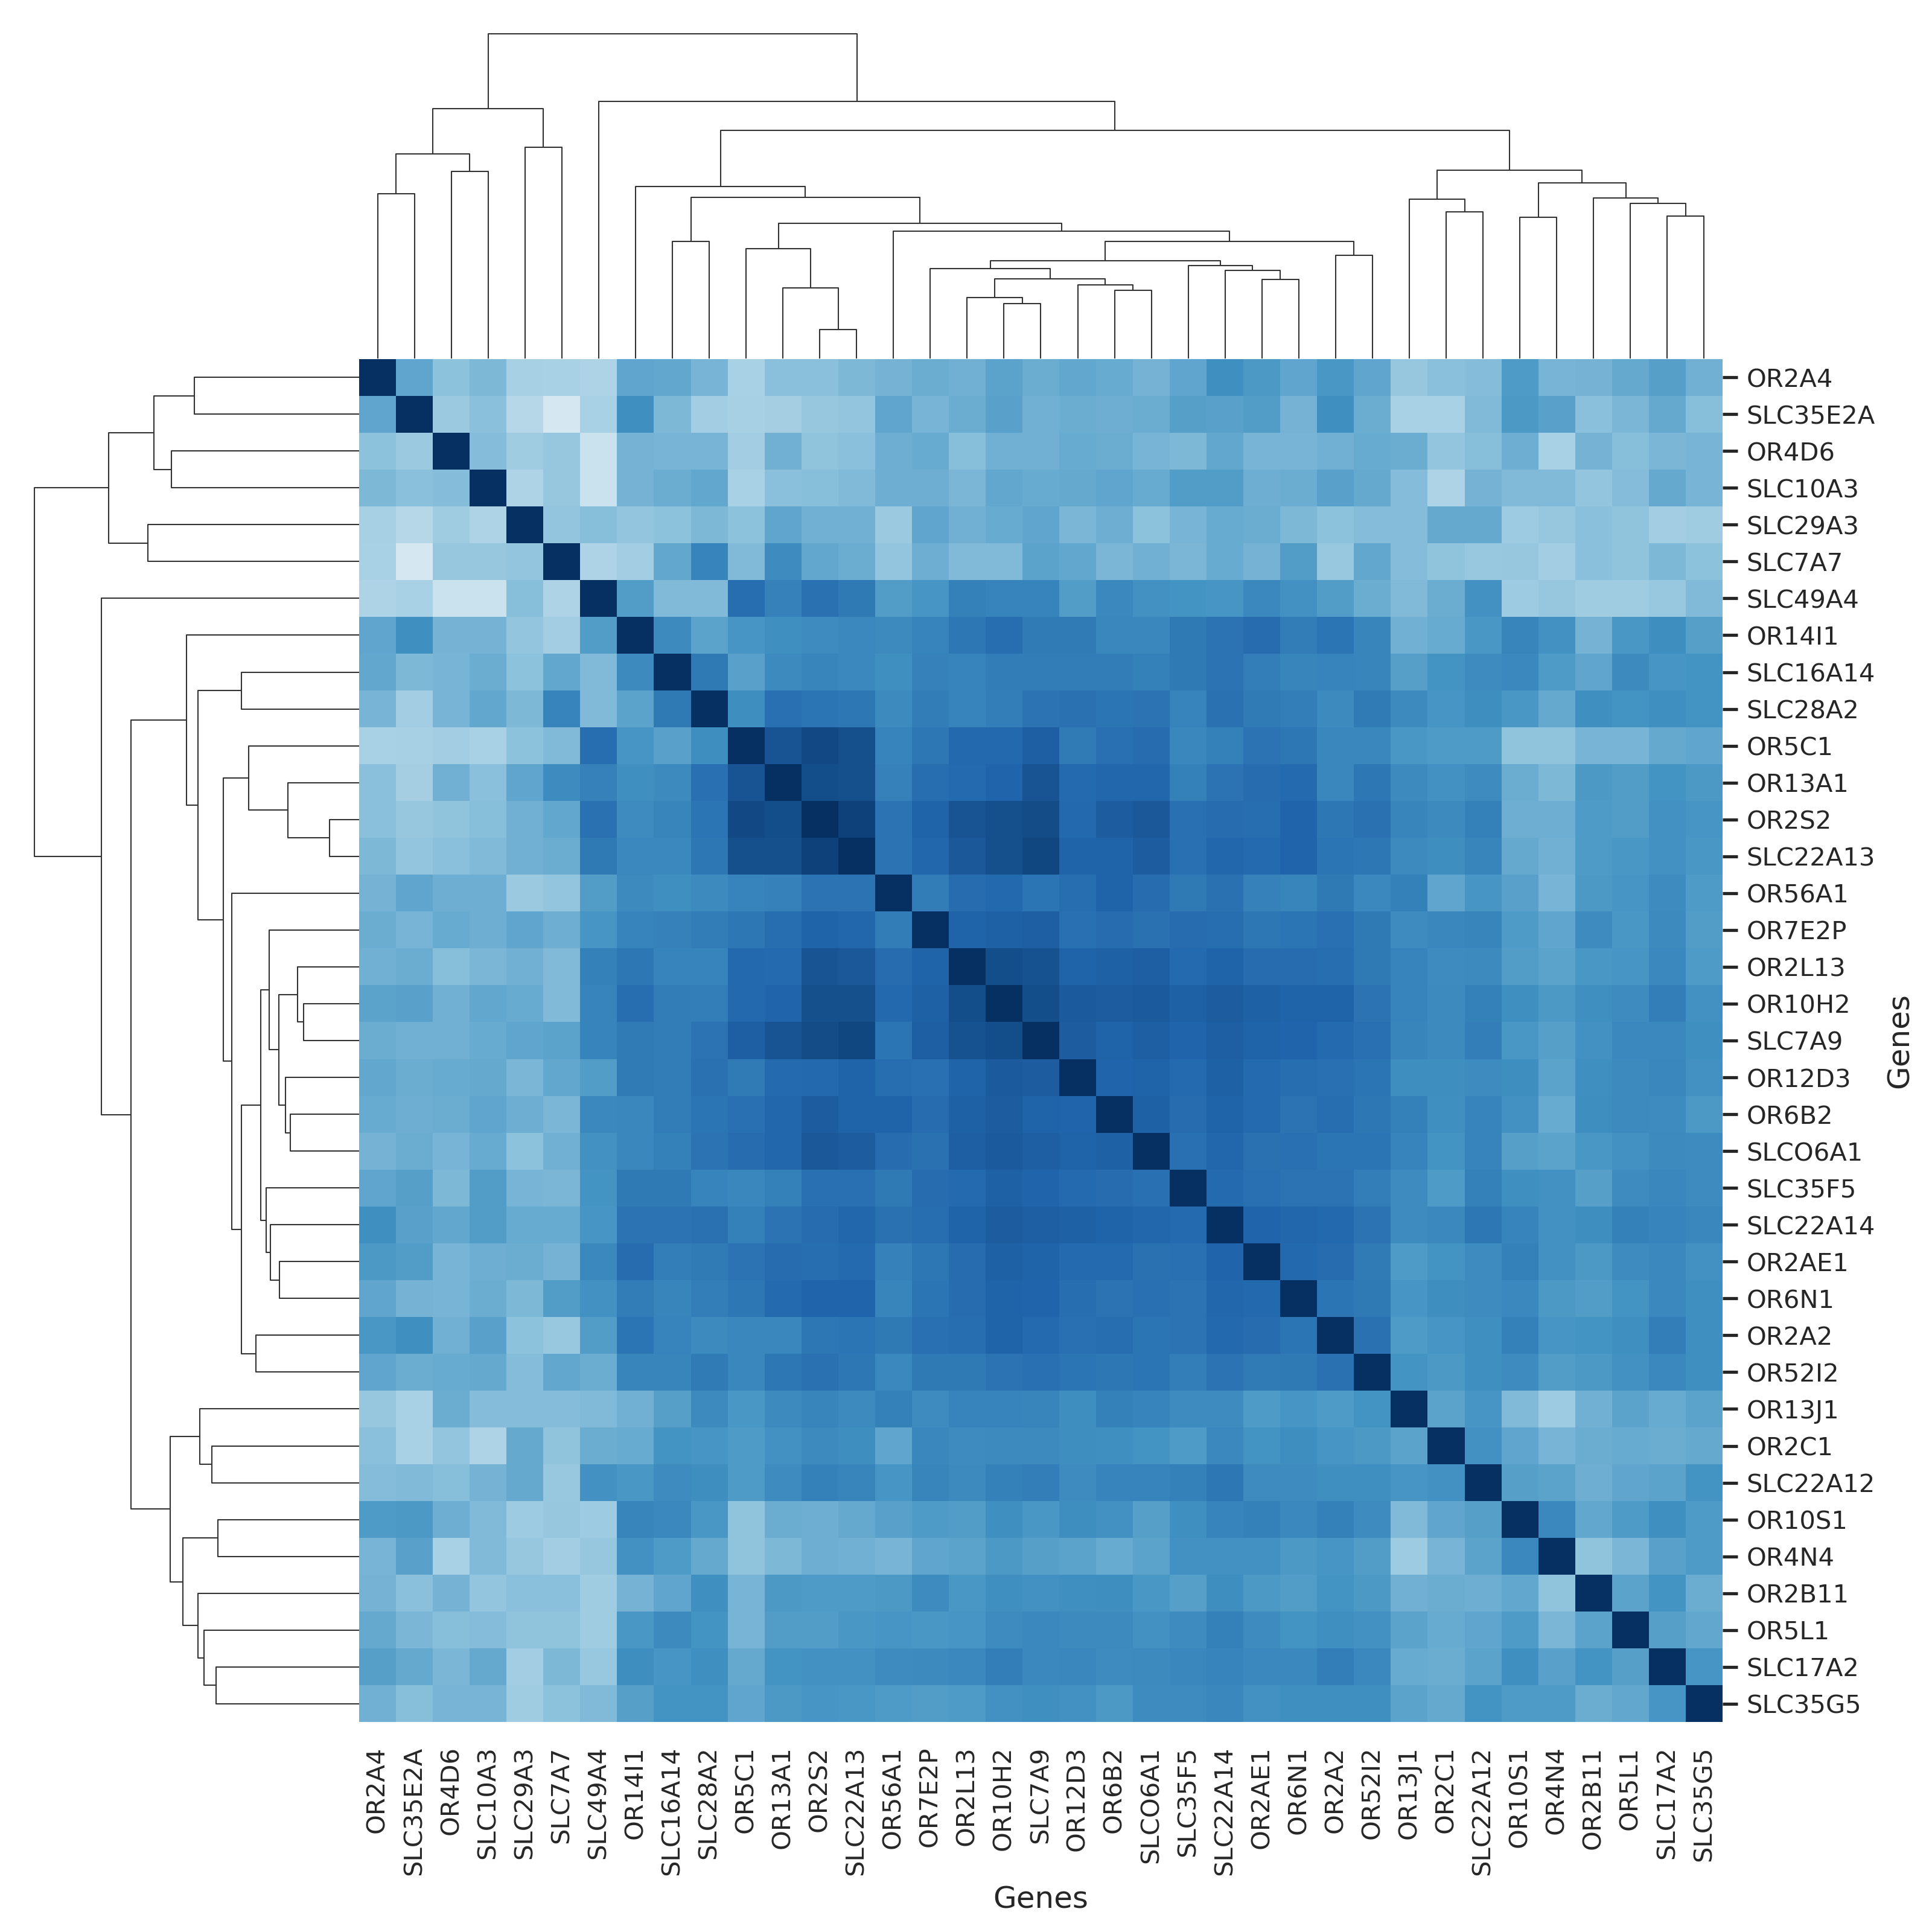 OR2A4
SLC35E2A
OR4D6
SLC10A3
SLC29A3
SLC7A7
SLC49A4
OR14I1
SLC16A14
SLC28A2
OR5C1
OR13A1
OR2S2
SLC22A13
OR56A1
OR7E2P
OR2L13
OR10H2
SLC7A9
OR12D3
OR6B2
SLCO6A1
SLC35F5
SLC22A14
OR2AE1
OR6N1
OR2A2
OR52I2
OR13J1
OR2C1
SLC22A12
OR10S1
OR4N4
OR2B11
OR5L1
SLC17A2
SLC35G5
Genes
OR2A4
SLC35E2A
OR4D6
SLC10A3
SLC29A3
SLC7A7
SLC49A4
OR14I1
SLC16A14
SLC28A2
OR5C1
OR13A1
OR2S2
SLC22A13
OR56A1
OR7E2P
OR2L13
OR10H2
SLC7A9
OR12D3
OR6B2
SLCO6A1
SLC35F5
SLC22A14
OR2AE1
OR6N1
OR2A2
OR52I2
OR13J1
OR2C1
SLC22A12
OR10S1
OR4N4
OR2B11
OR5L1
SLC17A2
SLC35G5
Genes